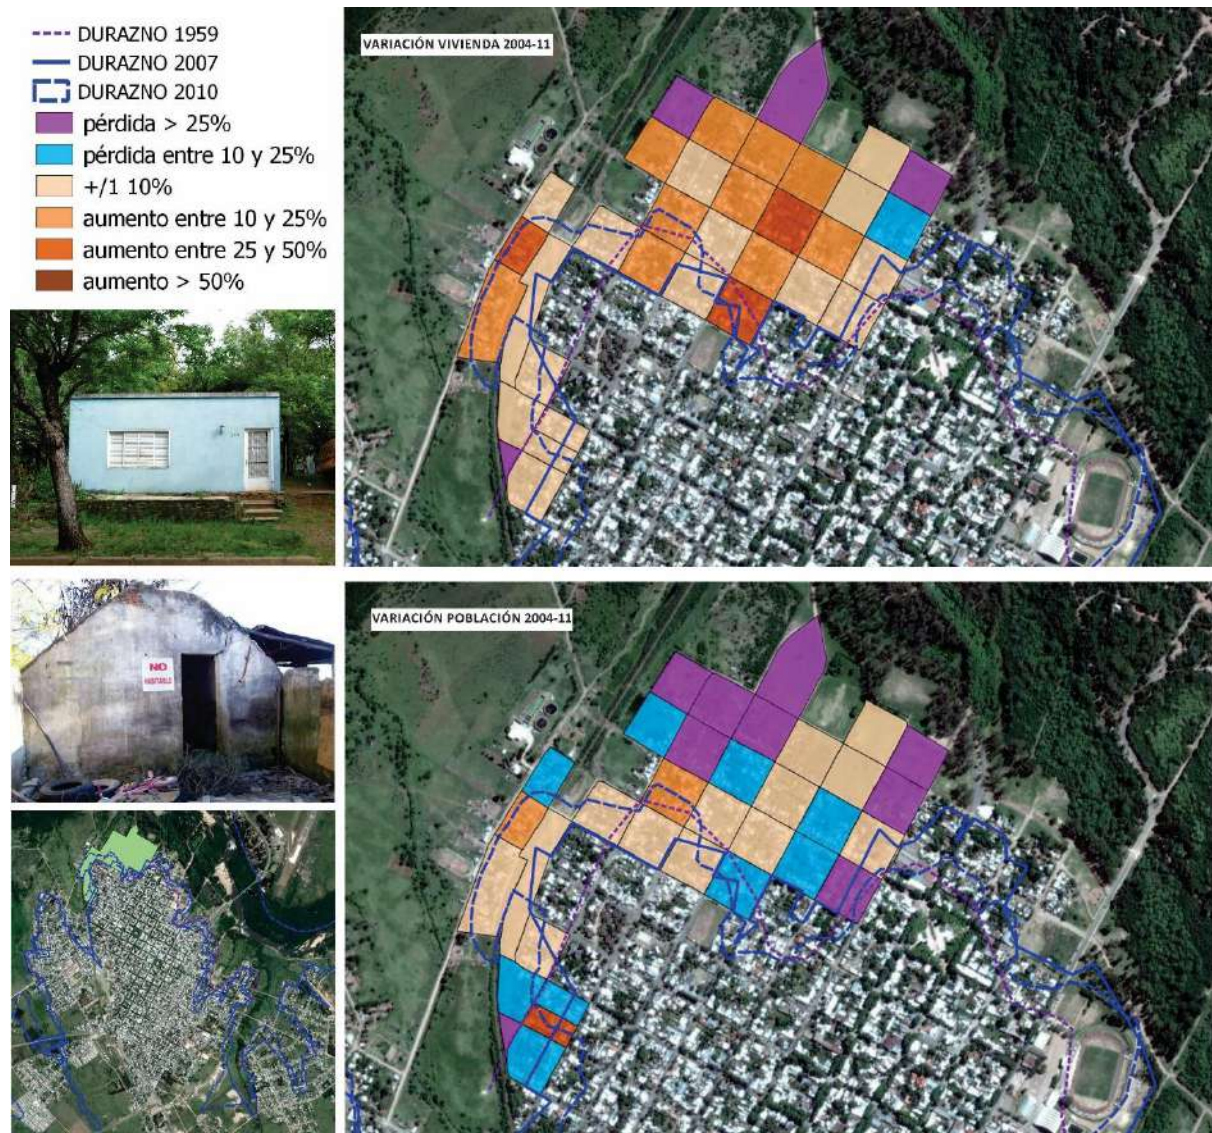 DURAZNO 1959
DURAZNO 2007
DURAZNO 2010
pérdida > 25%
pérdida entre 10 y 25%
+/1 10%
aumento entre 10 y 25%
aumento entre 25 y 50%
aumento > 50%
VARIACIÓN VIVIENDA 2004-11
NO
HABITABLE
VARIACIÓN POBLACIÓN 2004-11